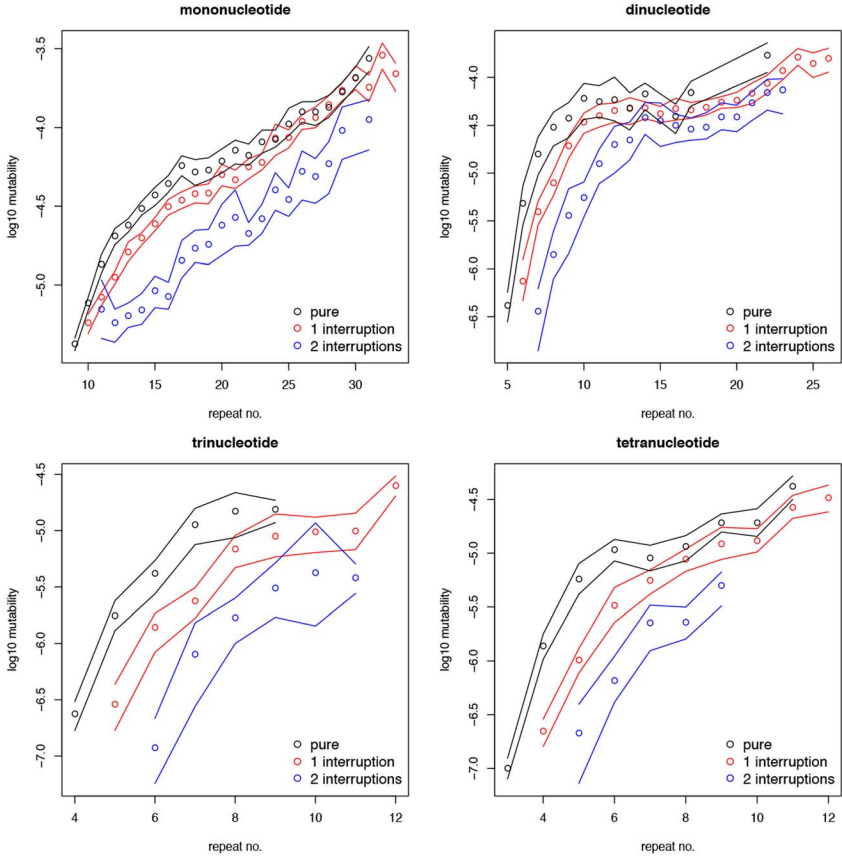 mononucleotide
log10 mutability
−3.5
−4.0
−4.5
−5.0
pure
1 interruption
2 interruptions
10 15 20 25 30
repeat no.
dinucleotide
log10 mutability
−4.0
−4.5
−5.0
−5.5
−6.0
−6.5
pure
1 interruption
2 interruptions
5 10 15 20 25
repeat no.
trinucleotide
log10 mutability
−4.5
−5.0
−5.5
−6.0
−6.5
−7.0
pure
1 interruption
2 interruptions
4 6 8 10 12
repeat no.
tetranucleotide
log10 mutability
−4.5
−5.0
−5.5
−6.0
−6.5
−7.0
pure
1 interruption
2 interruptions
4 6 8 10 12
repeat no.